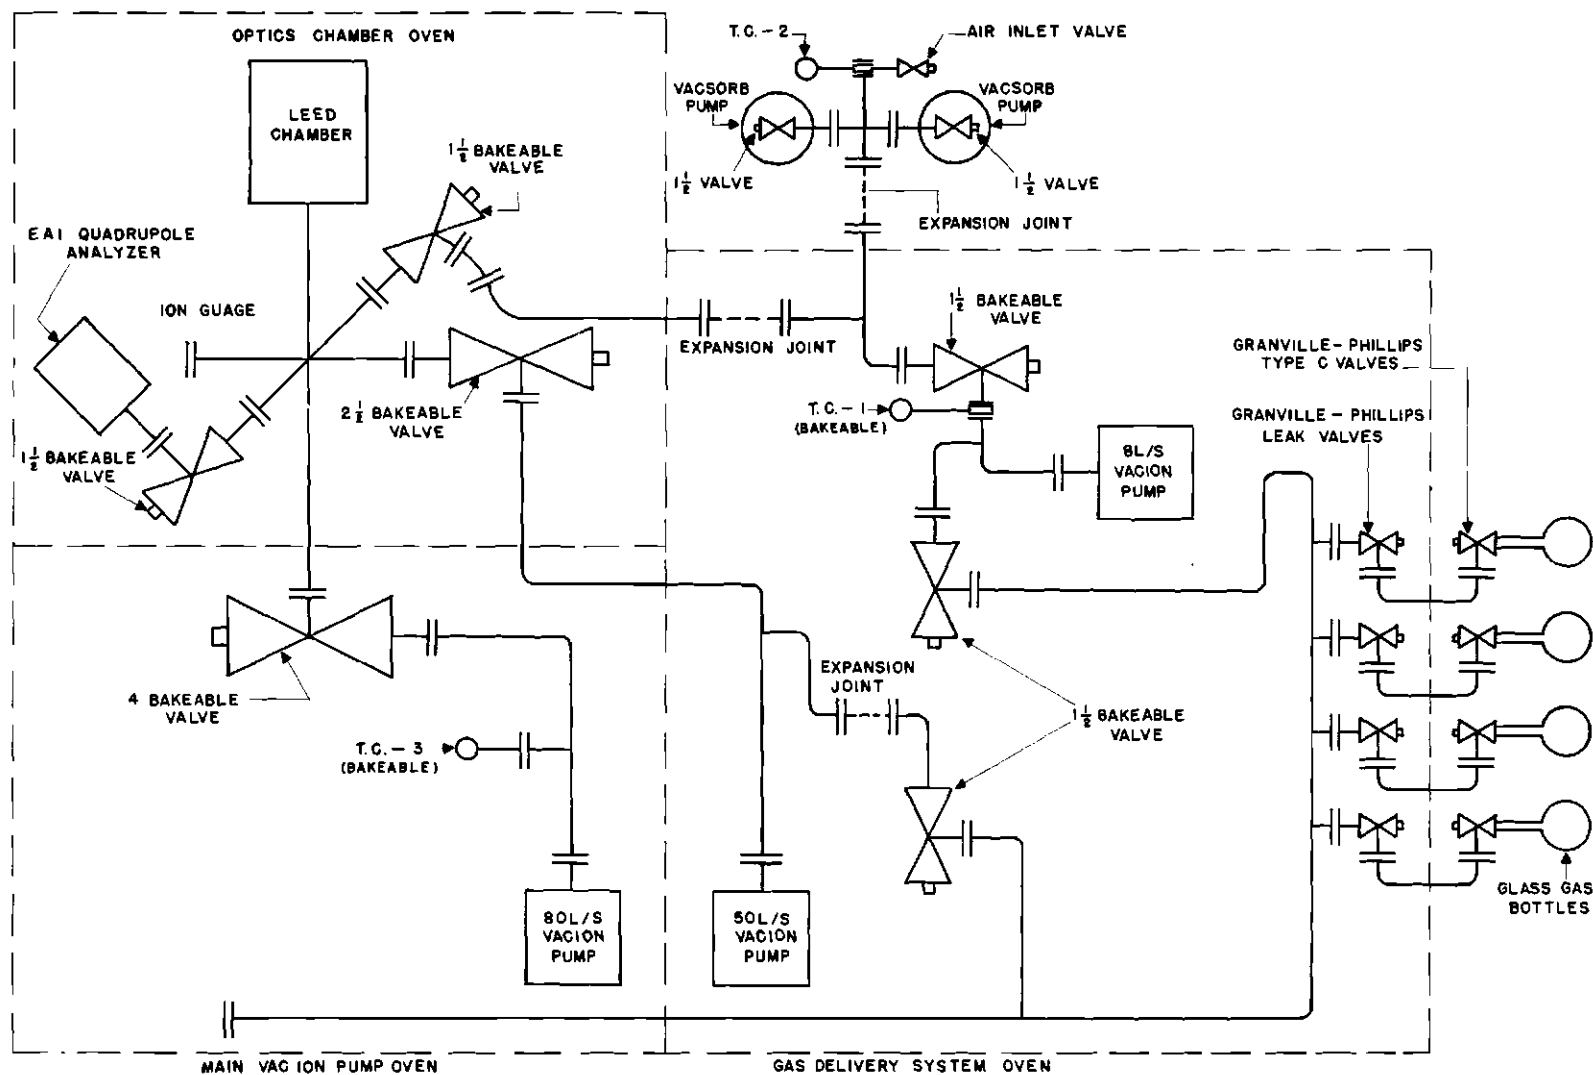 OPTICS CHAMBER OVEN
LEED
CHAMBER
1 1/2 BAKEABLE
VALVE
EAI QUADRUPOLE
ANALYZER
ION GUAGE
2 1/2 BAKEABLE
VALVE
1 1/2 BAKEABLE
VALVE
T.C.-2
AIR INLET VALVE
VACSORB
PUMP
VACSORB
PUMP
1 1/2 VALVE
1 1/2 VALVE
EXPANSION JOINT
1 1/2 BAKEABLE
VALVE
EXPANSION JOINT
T.C.-1
(BAKEABLE)
8L/S
VACION
PUMP
GRANVILLE-PHILLIPS
TYPE C VALVES
GRANVILLE-PHILLIPS
LEAK VALVES
4 BAKEABLE
VALVE
T.C.-3
(BAKEABLE)
EXPANSION
JOINT
1 1/2 BAKEABLE
VALVE
80L/S
VACION
PUMP
50L/S
VACION
PUMP
GLASS GAS
BOTTLES
MAIN VACION PUMP OVEN
GAS DELIVERY SYSTEM OVEN